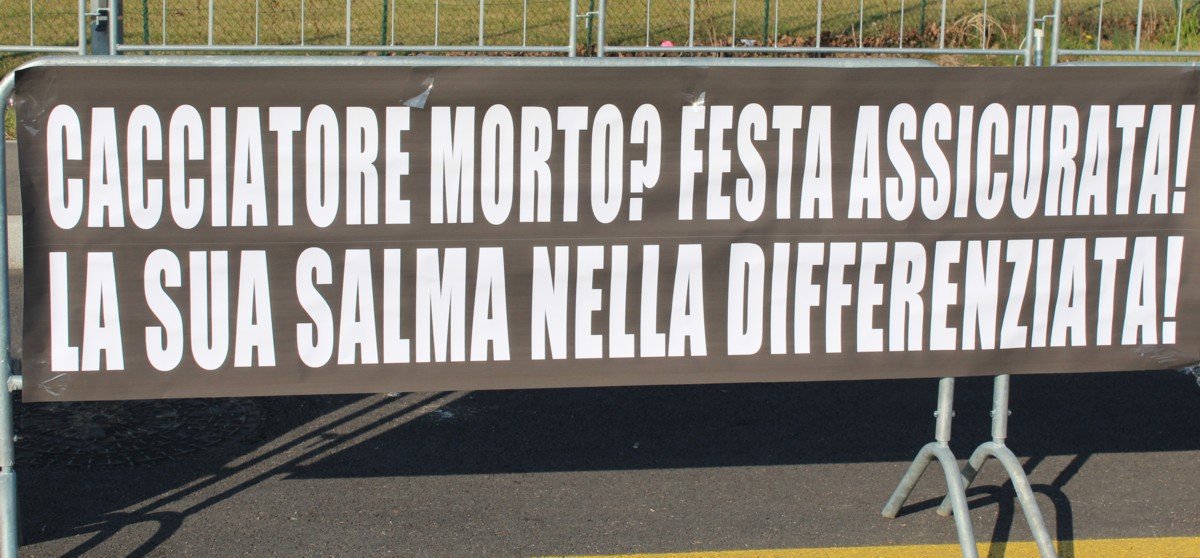 CACCIATORE MORTO? FESTA ASSICURATA!
LA SUA SALMA NELLA DIFFERENZIATA!